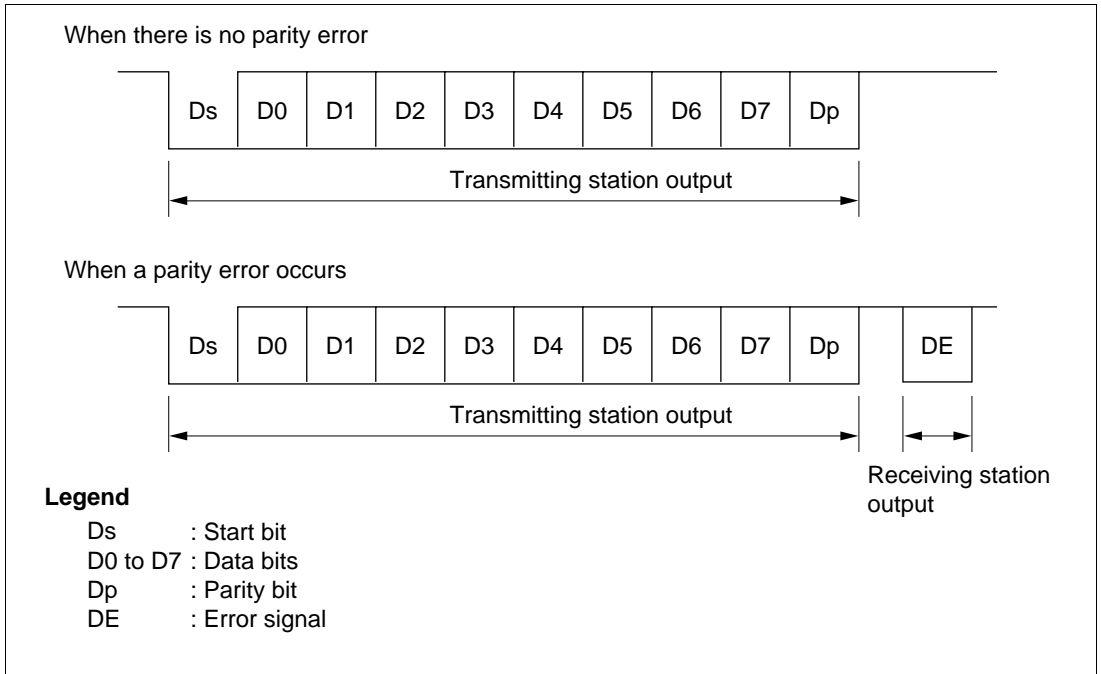 When there is no parity error
Ds D0 D1 D2 D3 D4 D5 D6 D7 Dp
Transmitting station output
When a parity error occurs
Ds D0 D1 D2 D3 D4 D5 D6 D7 Dp DE
Transmitting station output
Receiving station
output
Legend
Ds : Start bit
D0 to D7 : Data bits
Dp : Parity bit
DE : Error signal